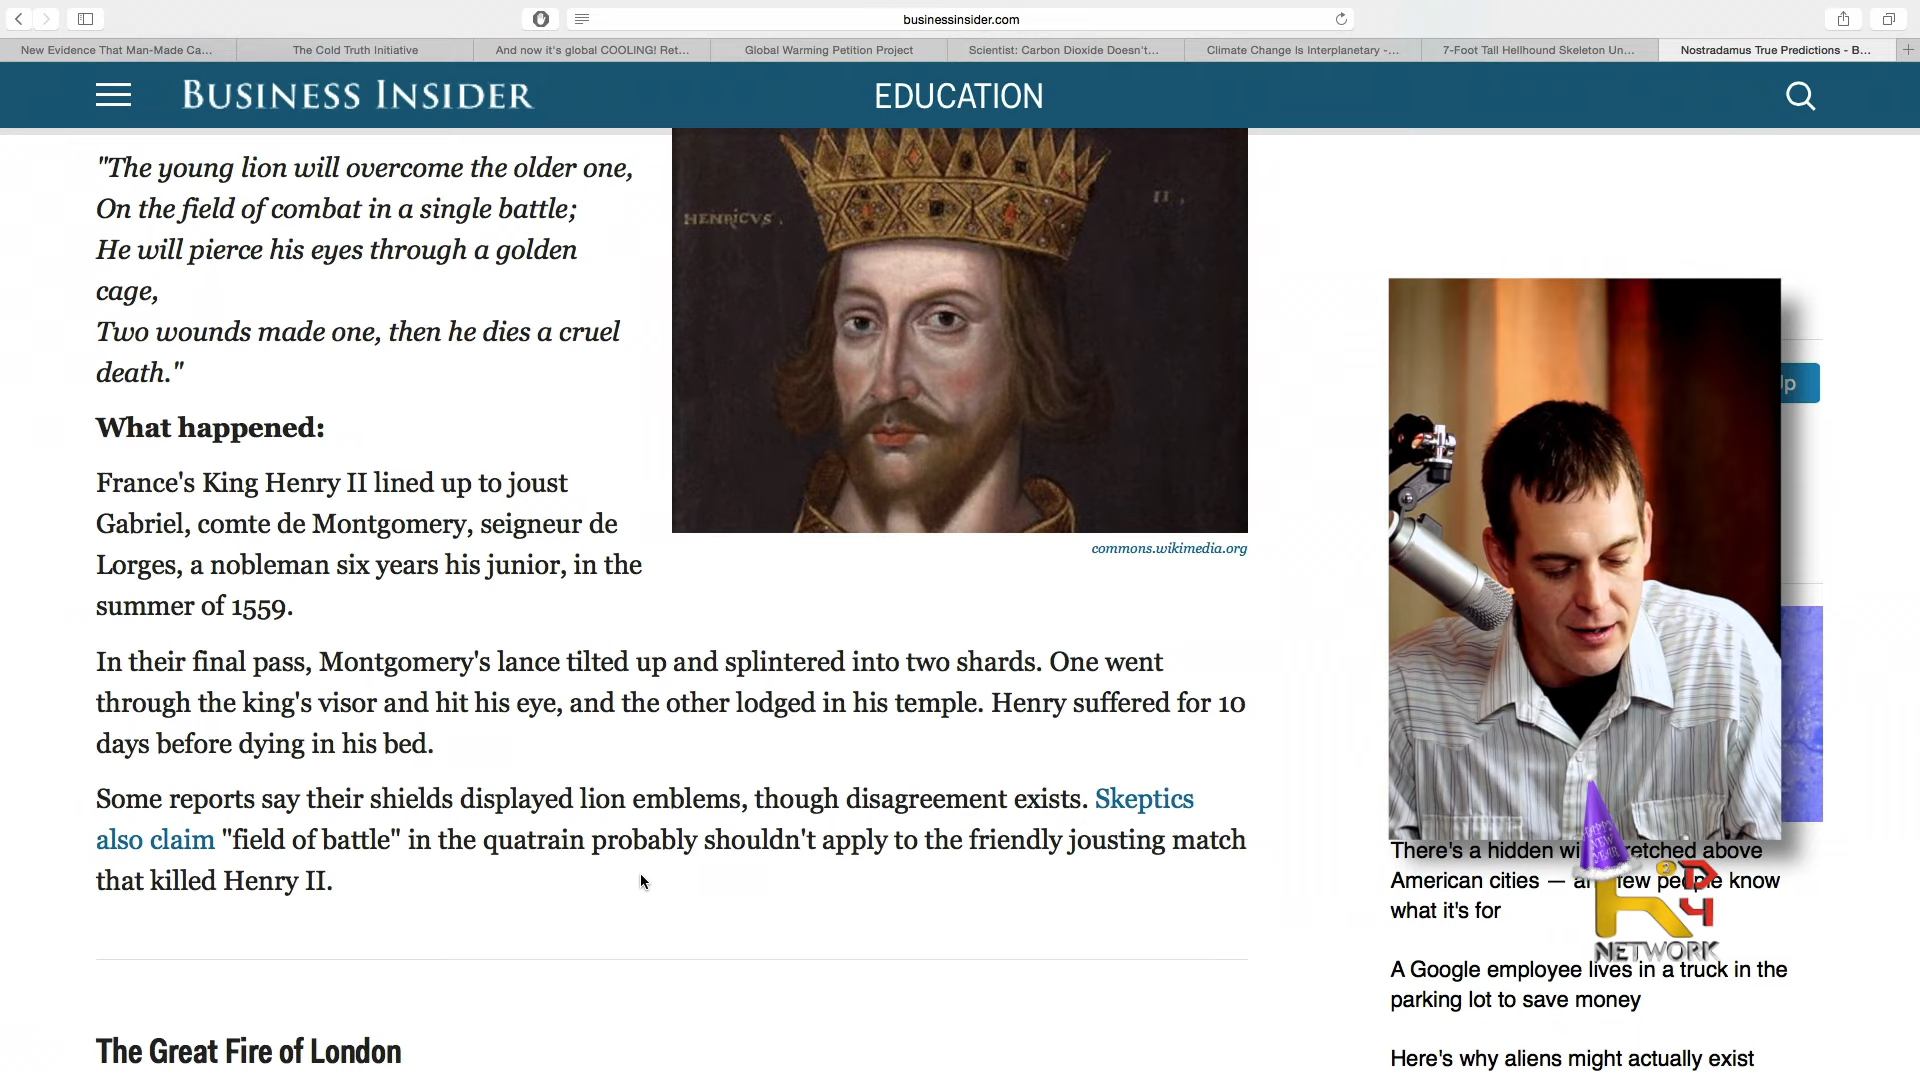 businessinsider.com
New Evidence That Man-Made Ca...
The Cold Truth Initiative
And now it's global COOLING! Ret...
Global Warming Petition Project
Scientist: Carbon Dioxide Doesn't...
Climate Change Is Interplanetary -...
7-Foot Tall Hellhound Skeleton Un...
Nostradamus True Predictions - B...
BUSINESS INSIDER
EDUCATION
"The young lion will overcome the older one,
On the field of combat in a single battle;
He will pierce his eyes through a golden
cage,
Two wounds made one, then he dies a cruel
death."
HENRICVS.
II,
commons.wikimedia.org
What happened:
France's King Henry II lined up to joust
Gabriel, comte de Montgomery, seigneur de
Lorges, a nobleman six years his junior, in the
summer of 1559.
In their final pass, Montgomery's lance tilted up and splintered into two shards. One went
through the king's visor and hit his eye, and the other lodged in his temple. Henry suffered for 10
days before dying in his bed.
Some reports say their shields displayed lion emblems, though disagreement exists. Skeptics
also claim "field of battle" in the quatrain probably shouldn't apply to the friendly jousting match
that killed Henry II.
The Great Fire of London
HAPPY
NEW
YEAR
There's a hidden above
American cities — few people know
what it's for
NETWORK
A Google employee lives in a truck in the
parking lot to save money
Here's why aliens might actually exist